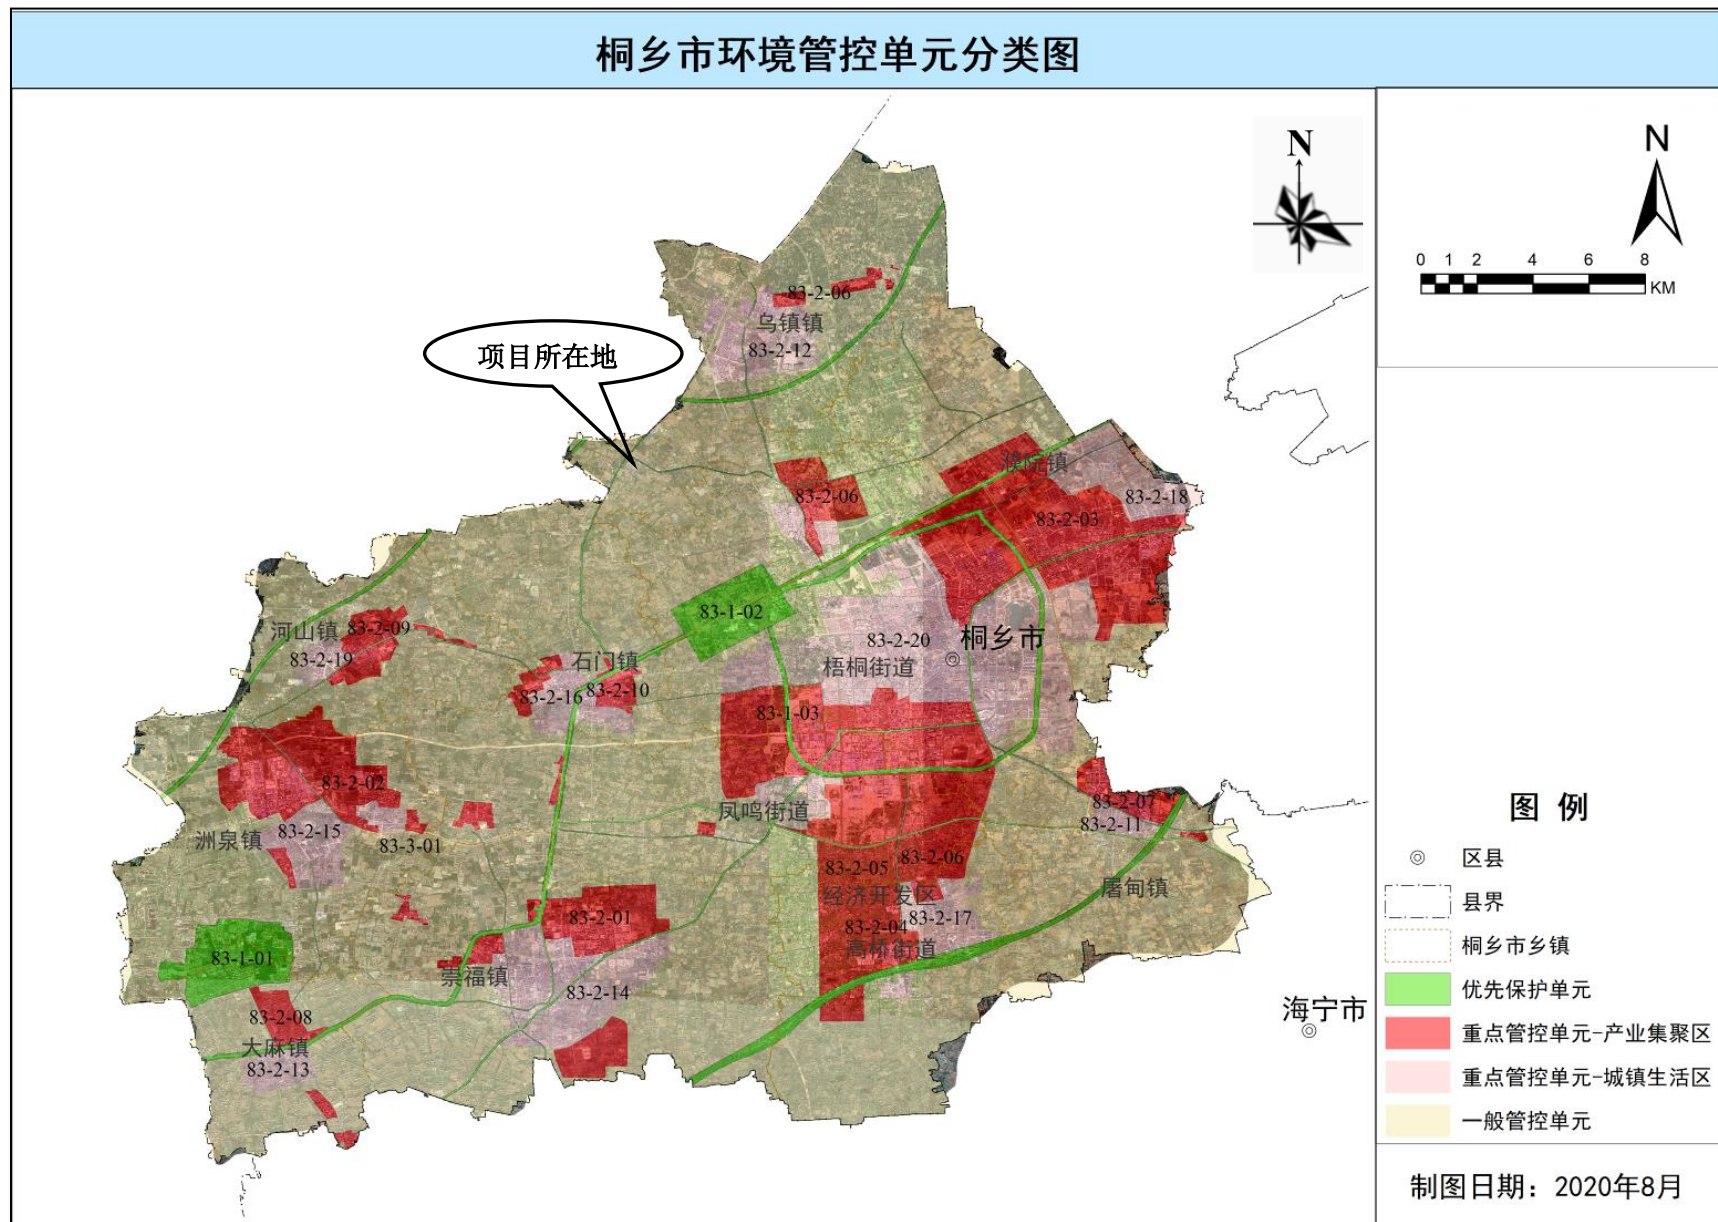 桐乡市环境管控单元分类图
N
N
0 1 2 4 6 8
KM
83-2-06
乌镇镇
83-2-12
项目所在地
濮院镇
83-2-06
83-2-18
83-2-03
83-1-02
河山镇
83-2-09
83-2-20
桐乡市
83-2-19
石门镇
梧桐街道
83-2-16
83-2-10
83-1-03
83-2-02
凤鸣街道
83-2-07
83-2-15
83-2-11
洲泉镇
83-3-01
83-2-05
83-2-06
经济开发区
屠甸镇
83-2-01
83-2-04
83-2-17
高桥街道
83-1-01
崇福镇
83-2-14
83-2-08
大麻镇
83-2-13
海宁市
图 例
区县
县界
桐乡市乡镇
优先保护单元
重点管控单元-产业集聚区
重点管控单元-城镇生活区
一般管控单元
制图日期：2020年8月